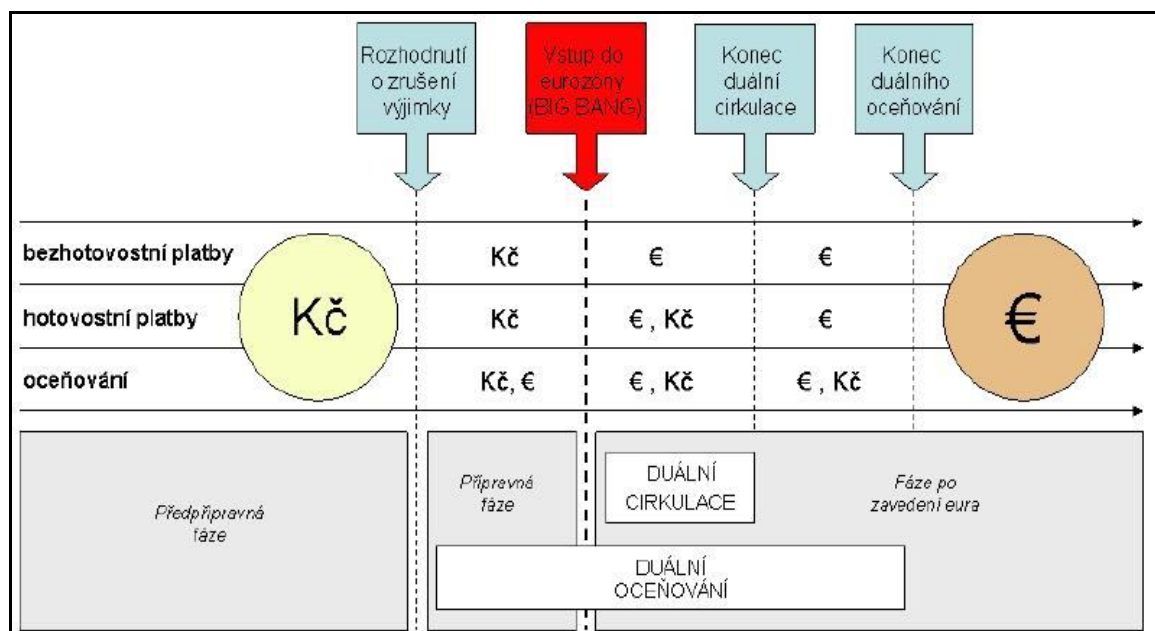 Rozhodnutí
o zrušení
výjimky
Vstup do
eurozóny
(BIG BANG)
Konec
duální
cirkulace
Konec
duálního
oceňování
bezhotovostní platby
Kč
€
€
hotovostní platby
Kč
Kč
€ , Kč
€
€
oceňování
Kč, €
€ , Kč
€ , Kč
Předpřípravná
fáze
Přípravná
fáze
DUÁLNÍ
CIRKULACE
Fáze po
zavedení eura
DUÁLNÍ
OCEŇOVÁNÍ